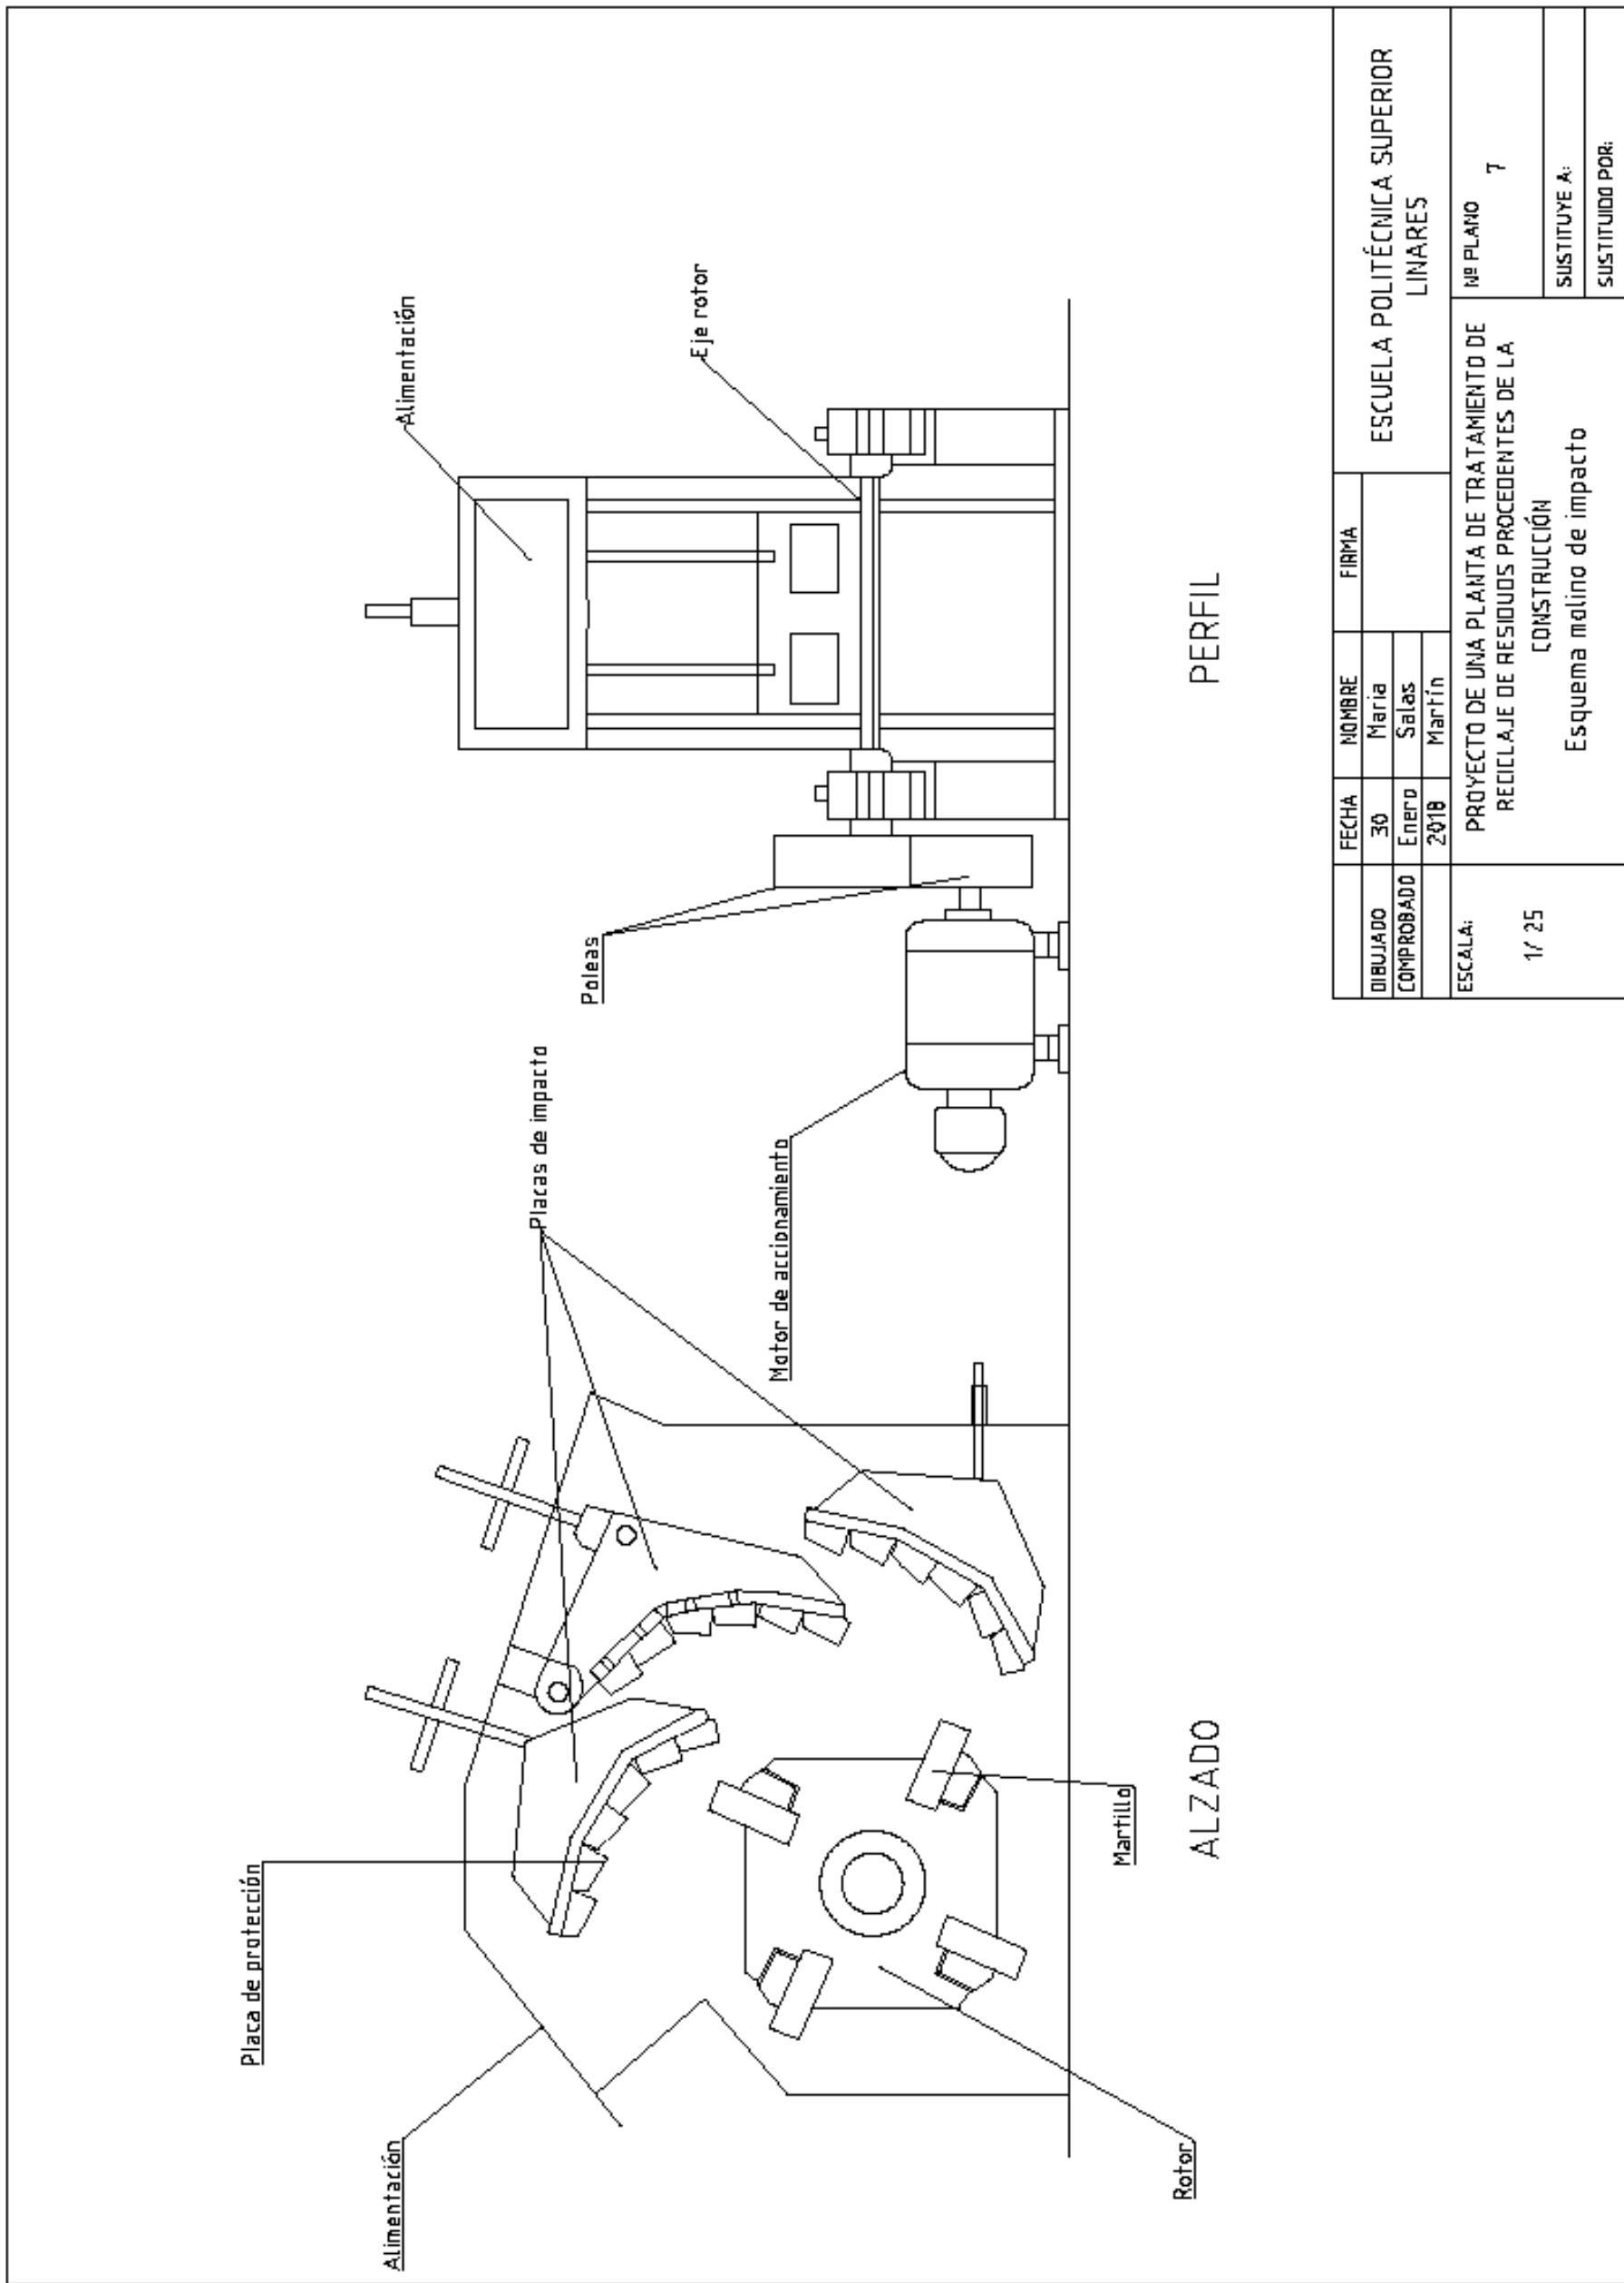 Alimentación
Placa de protección
Placas de impacto
Motor de accionamiento
Martillo
Rotor
ALZADO
Poleas
Alimentación
Eje rotor
PERFIL
FECHA NOMBRE FIRMA
DIBUJADO 30 Maria
COMPROBADO Enero Salas
2018 Martín
ESCUELA POLITÉCNICA SUPERIOR
LINARES
ESCALA:
1/ 25
PROYECTO DE UNA PLANTA DE TRATAMIENTO DE
RECICLAJE DE RESIDUOS PROCEDENTES DE LA
CONSTRUCCIÓN
Esquema molino de impacto
Nº PLANO
7
SUSTITUYE A:
SUSTITUIDO POR: